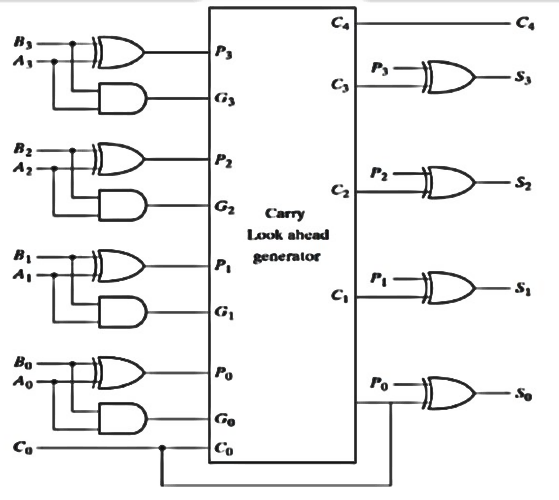 B3
A3
P3
G3
B2
A2
P2
G2
B1
A1
P1
G1
B0
A0
P0
G0
C0
C0
Carry
Look ahead
generator
C4
C4
C3
P3
S3
C2
P2
S2
C1
P1
S1
P0
S0